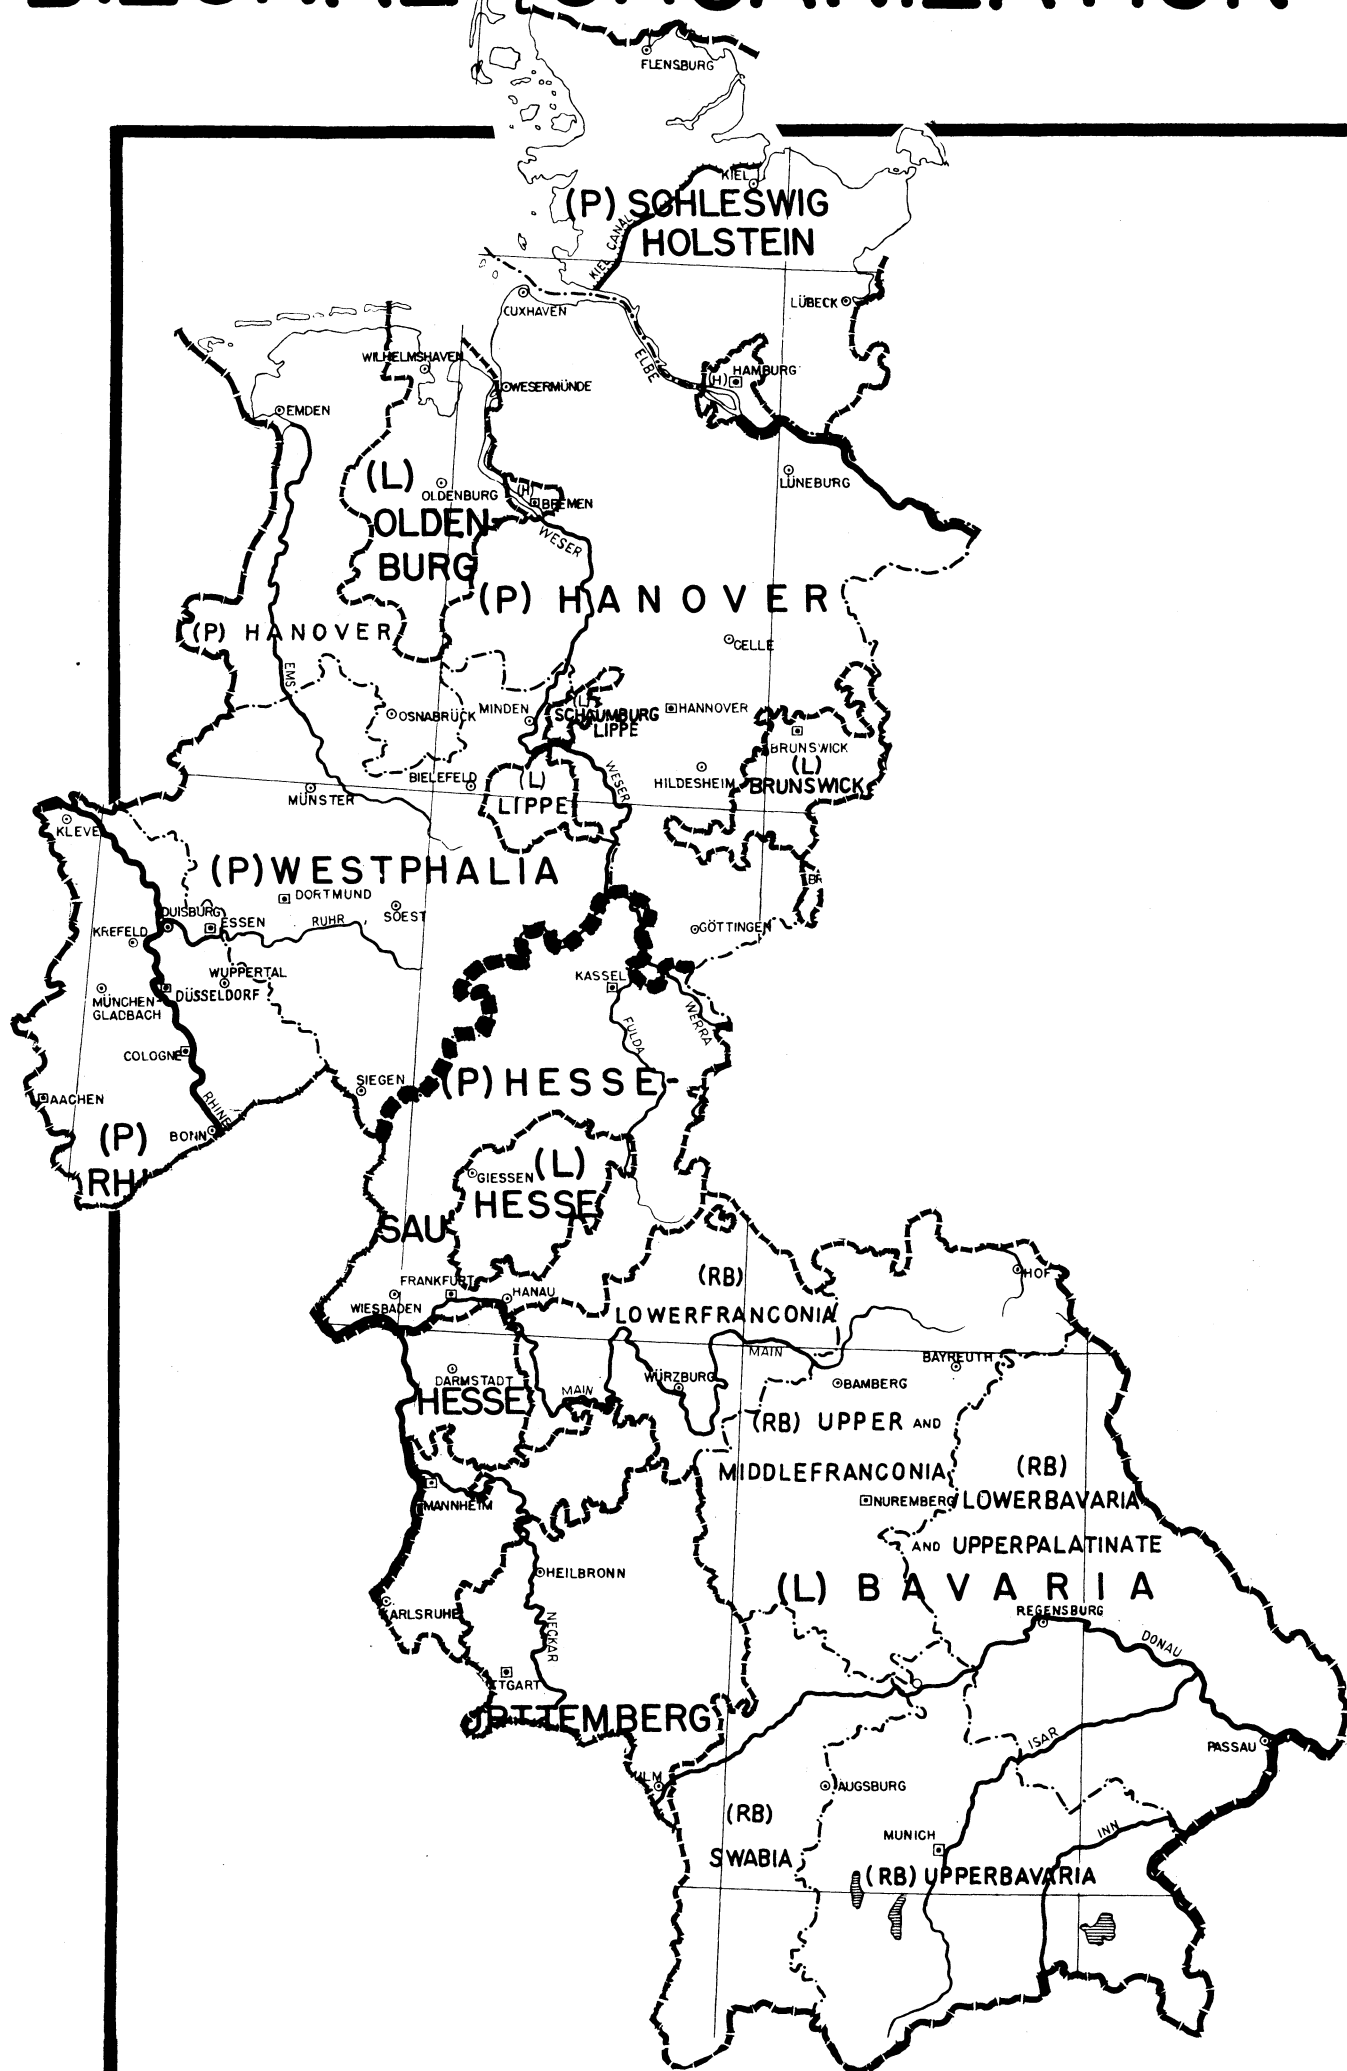 ORGANIZATION
FLENSBURG
KIEL
(P) SCHLESWIG
HOLSTEIN
KIEL CANAL
LÜBECK
CUXHAVEN
ELBE
WILHELMSHAVEN
WESERMÜNDE
(H)
HAMBURG
EMDEN
(L)
OLDENBURG
OLDEN
BURG
(H)
BREMEN
WESER
LÜNEBURG
(P) HANOVER
(P) HANOVER
CELLE
EMS
OSNABRÜCK
MINDEN
(L)
SCHAUMBURG
LIPPE
HANNOVER
BRUNSWICK
(L)
BRUNSWICK
HILDESHEIM
BIELEFELD
(L)
LIPPE
WESER
MÜNSTER
KLEVE
(P) WESTPHALIA
DORTMUND
SOEST
DUISBURG
ESSEN
RUHR
KREFELD
BR
GÖTTINGEN
WUPPERTAL
KASSEL
MÜNCHEN-
GLADBACH
DÜSSELDORF
WERRA
FULDA
COLOGNE
SIEGEN
(P) HESSE-
AACHEN
RHINE
BONN
(P)
RH
GIESSEN
(L)
HESSE
SAU
FRANKFURT
HANAU
WIESBADEN
(RB)
LOWERFRANCONIA
HOF
MAIN
BAYREUTH
DARMSTADT
HESSE
MAIN
WÜRZBURG
BAMBERG
(RB) UPPER AND
MIDDLEFRANCONIA
(RB)
LOWERBAVARIA
AND UPPERPALATINATE
NUREMBERG
MANNHEIM
HEILBRONN
(L) BAVARIA
KARLSRUHE
REGENSBURG
NECKAR
DONAU
TTGART
RTTEMBERG
ISAR
PASSAU
ULM
AUGSBURG
(RB)
SWABIA
MUNICH
INN
(RB) UPPERBAVARIA